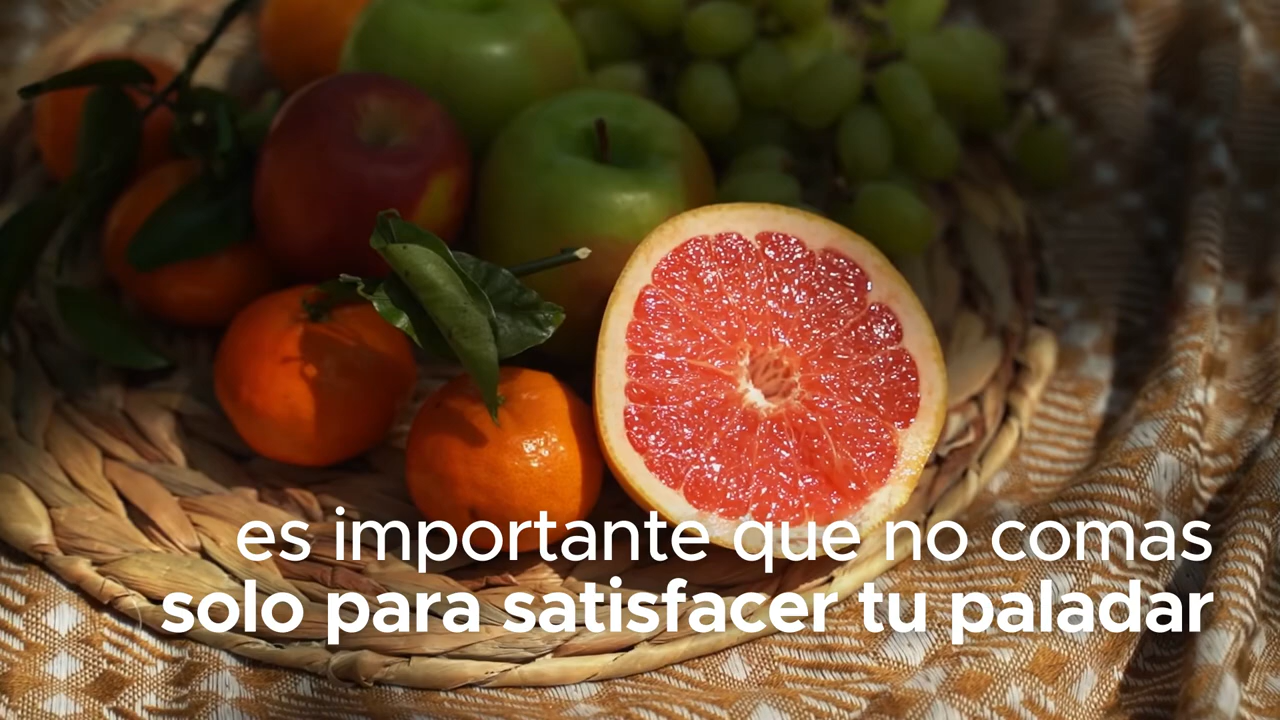 es importante que no comas
solo para satisfacer tu paladar